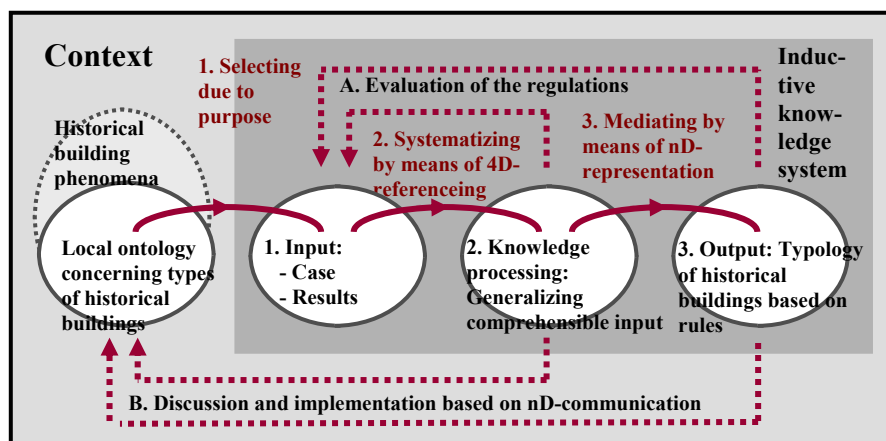 Context
1. Selecting
due to
purpose
A. Evaluation of the regulations
Induc-
tive
know-
ledge
system
Historical
building
phenomena
2. Systematizing
by means of 4D-
referenceing
3. Mediating by
means of nD-
representation
Local ontology
concerning types
of historical
buildings
1. Input:
- Case
- Results
2. Knowledge
processing:
Generalizing
comprehensible input
3. Output: Typology
of historical
buildings based on
rules
B. Discussion and implementation based on nD-communication